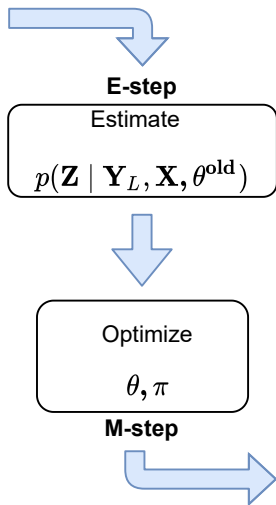 E-step
Estimate
p(Z | Y_L, X, θ^old)
Optimize
θ, π
M-step